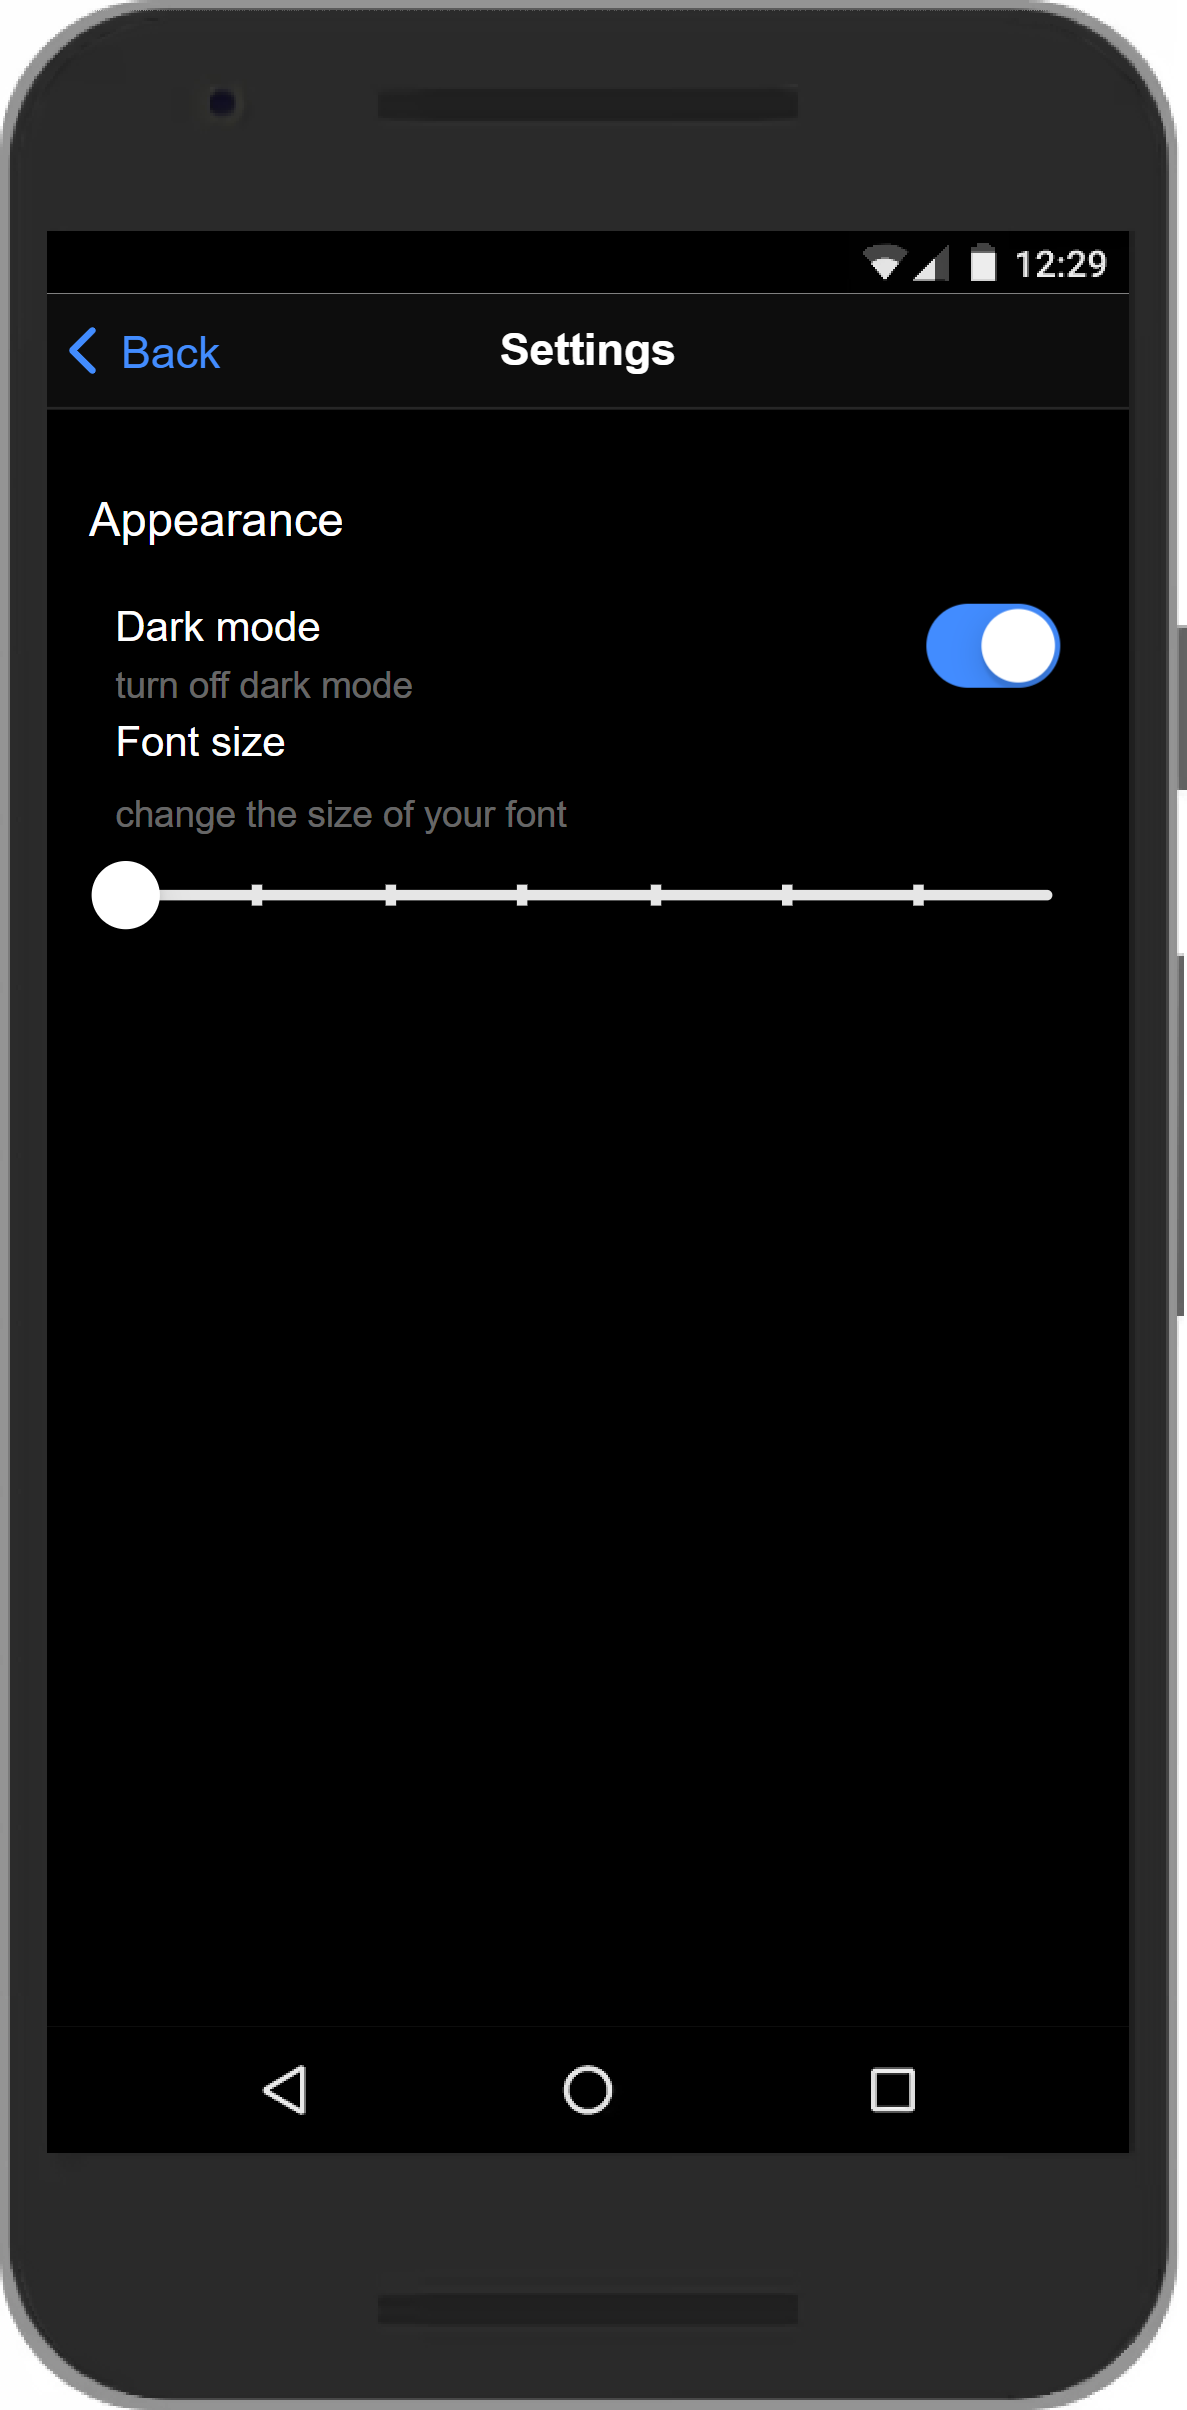 12:29
Back
Settings
Appearance
Dark mode
turn off dark mode
Font size
change the size of your font